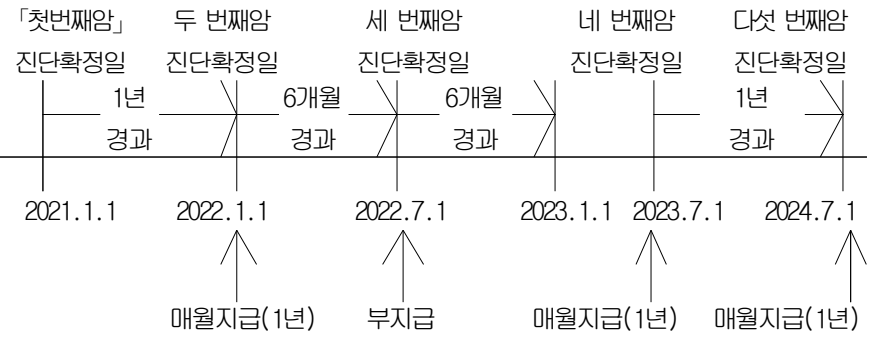 「첫번째암」 두 번째암 세 번째암 네 번째암 다섯 번째암
진단확정일 진단확정일 진단확정일 진단확정일 진단확정일
1년 6개월 6개월 1년
경과 경과 경과 경과
2021.1.1 2022.1.1 2022.7.1 2023.1.1 2023.7.1 2024.7.1
매월지급(1년) 부지급 매월지급(1년) 매월지급(1년)